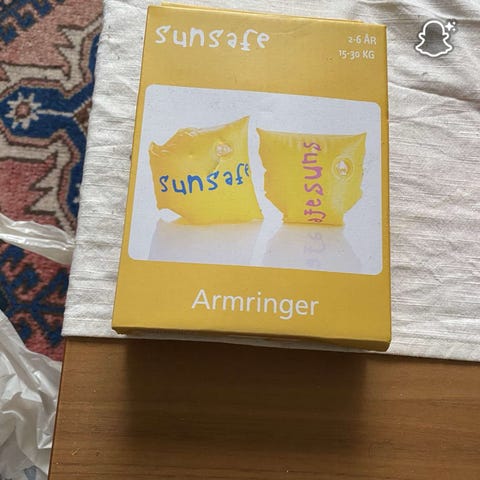 sunsafe
2-6 ÅR
15-30 KG
sunsafe
sunsafe
Armringer